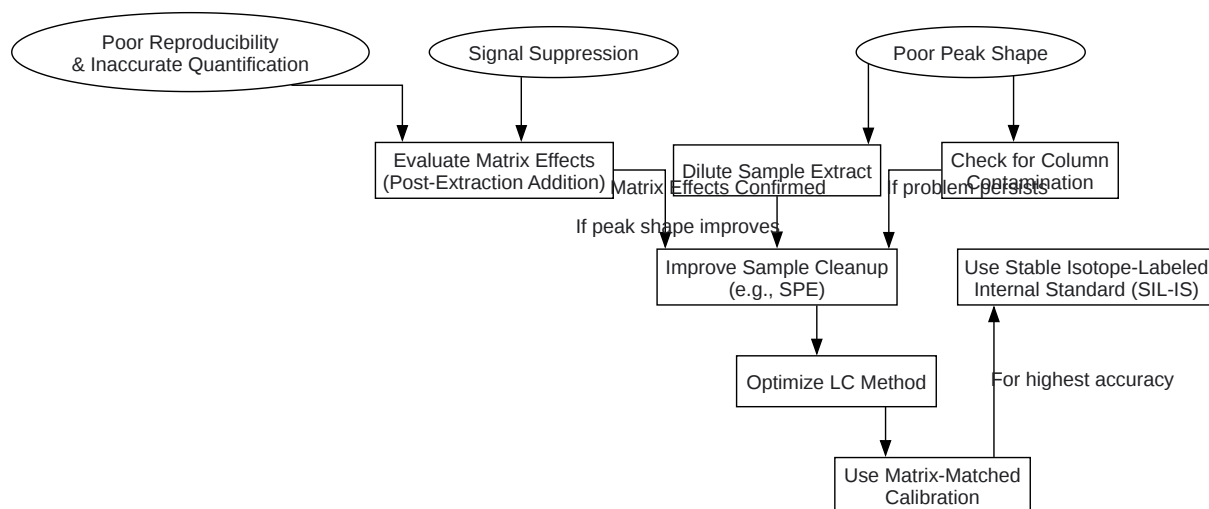 Poor Reproducibility
& Inaccurate Quantification
Signal Suppression
Poor Peak Shape
Evaluate Matrix Effects
(Post-Extraction Addition)
Dilute Sample Extract
Check for Column
Contamination
Matrix Effects Confirmed
If problem persists
If peak shape improves
Improve Sample Cleanup
(e.g., SPE)
Use Stable Isotope-Labeled
Internal Standard (SIL-IS)
Optimize LC Method
For highest accuracy
Use Matrix-Matched
Calibration